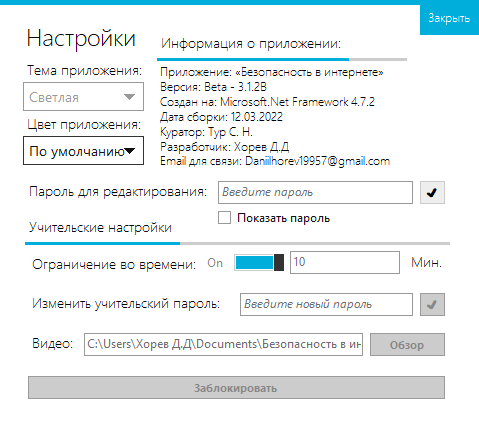 Закрыть
Настройки
Информация о приложении:
Тема приложения:
Светлая
Цвет приложения:
По умолчанию
Приложение: «Безопасность в интернете»
Версия: Beta - 3.1.2B
Создан на: Microsoft.Net Framework 4.7.2
Дата сборки: 12.03.2022
Куратор: Тур С. Н.
Разработчик: Хорев Д.Д
Email для связи: Daniilhorev19957@gmail.com
Пароль для редактирования:
Введите пароль
Показать пароль
Учительские настройки
Ограничение во времени:
On
10
Мин.
Изменить учительский пароль:
Введите новый пароль
Видео:
C:\Users\Хорев Д.Д\Documents\Безопасность в ин
Обзор
Заблокировать